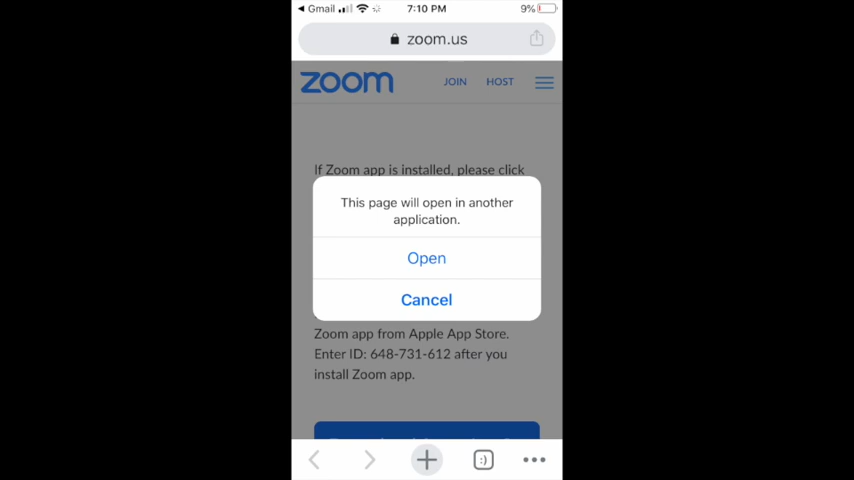 Gmail 7:10 PM 9%
zoom.us
zoom JOIN HOST
If Zoom app is installed, please click
This page will open in another
application.
Open
Cancel
Zoom app from Apple App Store.
Enter ID: 648-731-612 after you
install Zoom app.
:)